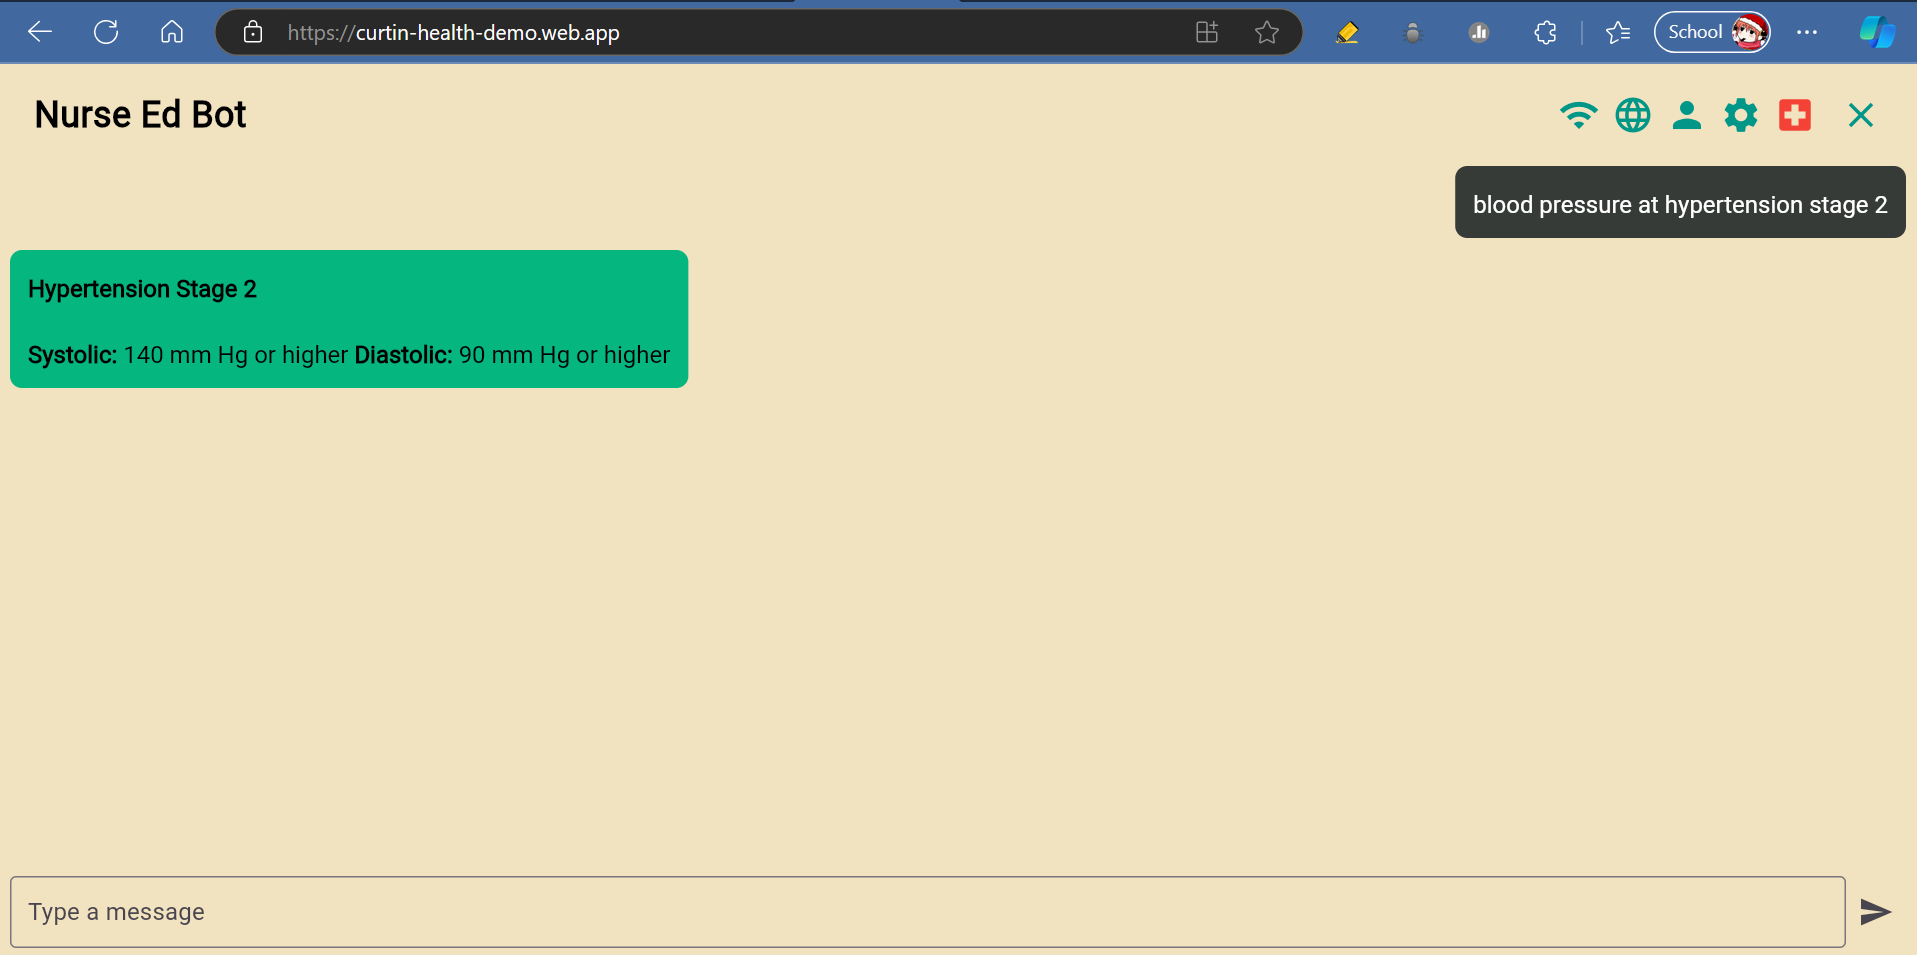 https://curtin-health-demo.web.app
School
Nurse Ed Bot
blood pressure at hypertension stage 2
Hypertension Stage 2
Systolic: 140 mm Hg or higher Diastolic: 90 mm Hg or higher
Type a message